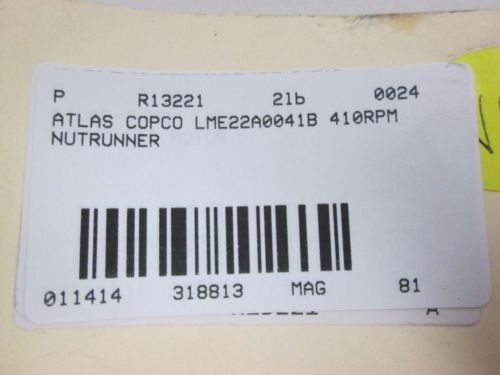 P R13221 21b 0024
ATLAS COPCO LME22A0041B 410RPM
NUTRUNNER
011414 318813 MAG 81
A